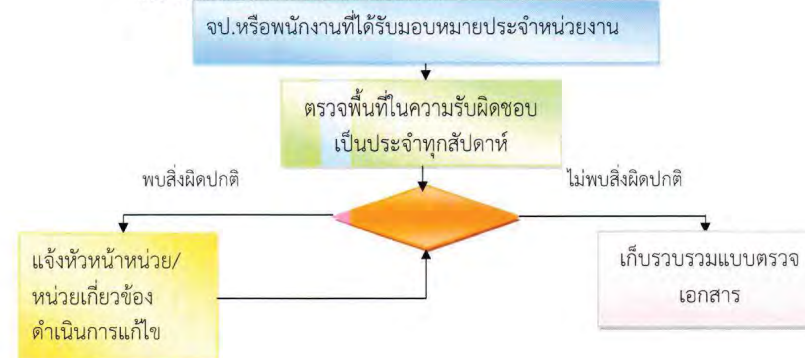 จป.หรือพนักงานที่ได้รับมอบหมายประจำหน่วยงาน
ตรวจพื้นที่ในความรับผิดชอบ
เป็นประจำทุกสัปดาห์
พบสิ่งผิดปกติ
ไม่พบสิ่งผิดปกติ
แจ้งหัวหน้าหน่วย/
หน่วยเกี่ยวข้อง
ดำเนินการแก้ไข
เก็บรวบรวมแบบตรวจ
เอกสาร